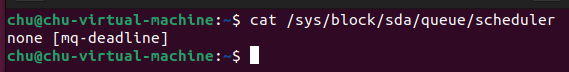 chu@chu-virtual-machine:~$ cat /sys/block/sda/queue/scheduler
none [mq-deadline]
chu@chu-virtual-machine:~$